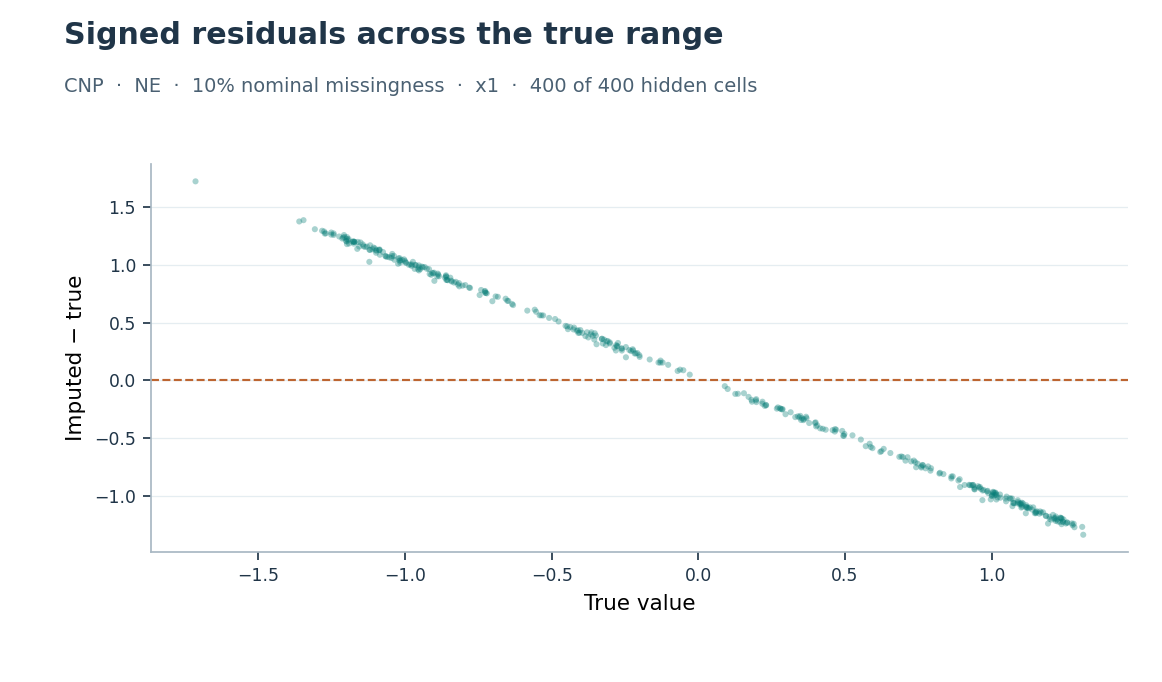 Signed residuals across the true range
CNP · NE · 10% nominal missingness · x1 · 400 of 400 hidden cells
Imputed − true
1.5
1.0
0.5
0.0
−0.5
−1.0
−1.5 −1.0 −0.5 0.0 0.5 1.0
True value